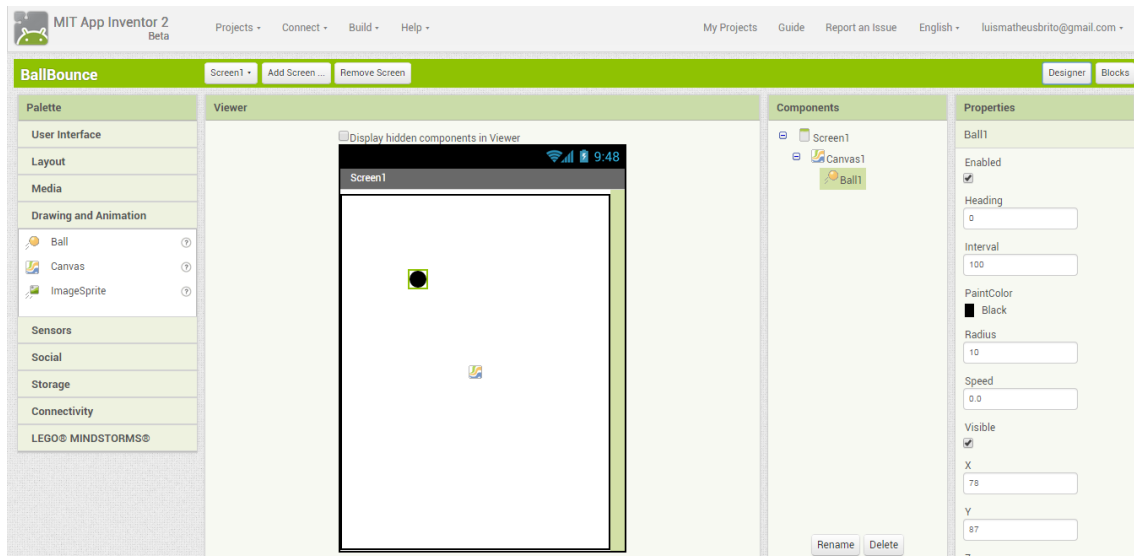 MIT App Inventor 2
Beta
Projects Connect Build Help
My Projects Guide Report an Issue English luismatheusbrito@gmail.com
BallBounce
Screen1 Add Screen ... Remove Screen
Designer Blocks
Palette
User Interface
Layout
Media
Drawing and Animation
Ball ?
Canvas ?
ImageSprite ?
Sensors
Social
Storage
Connectivity
LEGO® MINDSTORMS®
Viewer
Display hidden components in Viewer
9:48
Screen1
Components
Screen1
Canvas1
Ball1
Rename Delete
Properties
Ball1
Enabled
Heading
0
Interval
100
PaintColor
Black
Radius
10
Speed
0.0
Visible
X
78
Y
87